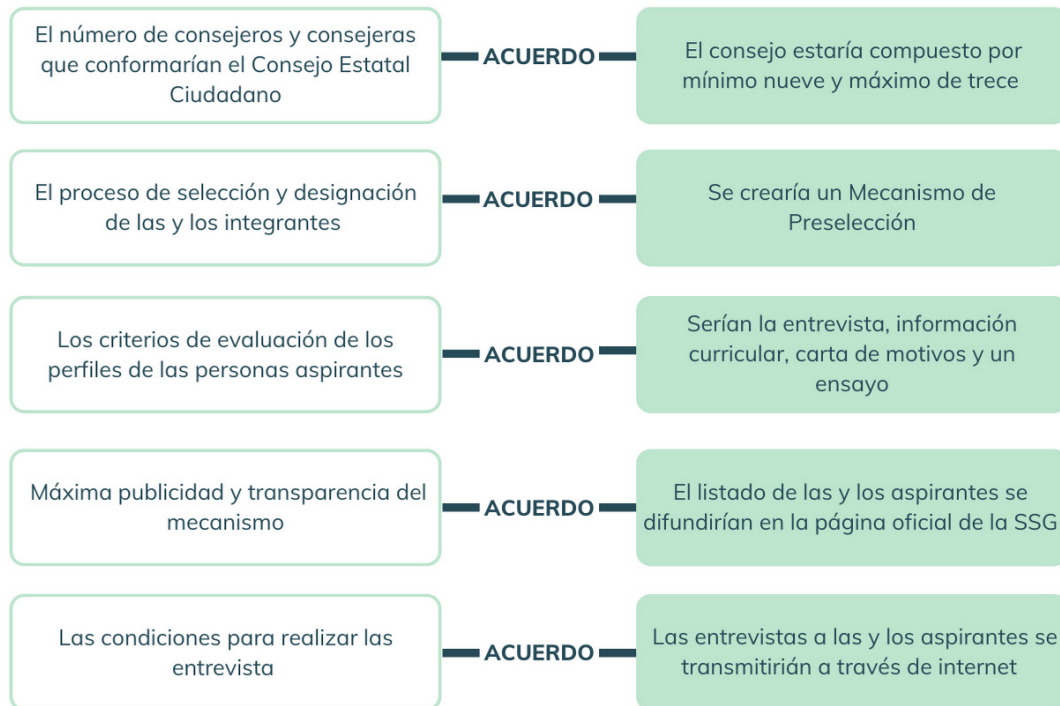 El número de consejeros y consejeras
que conformarían el Consejo Estatal
Ciudadano
ACUERDO
El consejo estaría compuesto por
mínimo nueve y máximo de trece
El proceso de selección y designación
de las y los integrantes
ACUERDO
Se crearía un Mecanismo de
Preselección
Los criterios de evaluación de los
perfiles de las personas aspirantes
ACUERDO
Serían la entrevista, información
curricular, carta de motivos y un
ensayo
Máxima publicidad y transparencia del
mecanismo
ACUERDO
El listado de las y los aspirantes se
difundirían en la página oficial de la SSG
Las condiciones para realizar las
entrevista
ACUERDO
Las entrevistas a las y los aspirantes se
transmitirián a través de internet